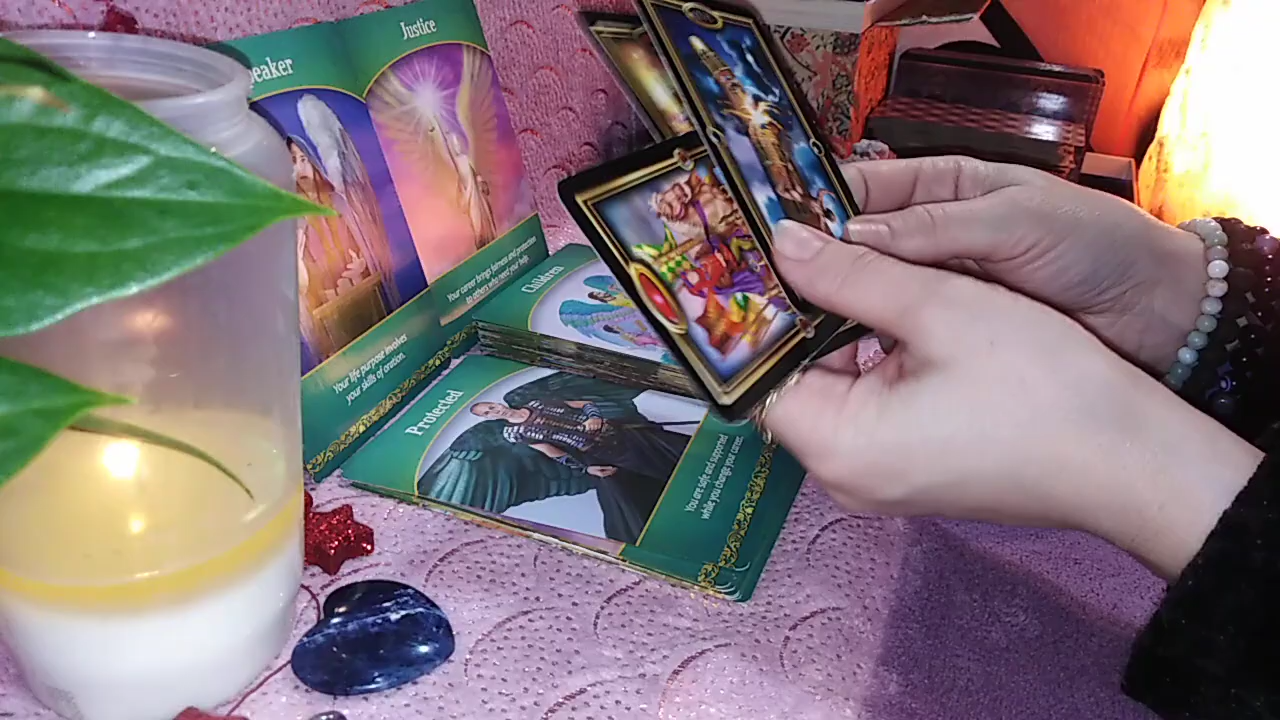 eaker
Justice
Your life purpose involves
your skills of oration.
Your career brings fairness and protection
to others who need your help.
Children
Protected
You are safe and supported
while you change your career.